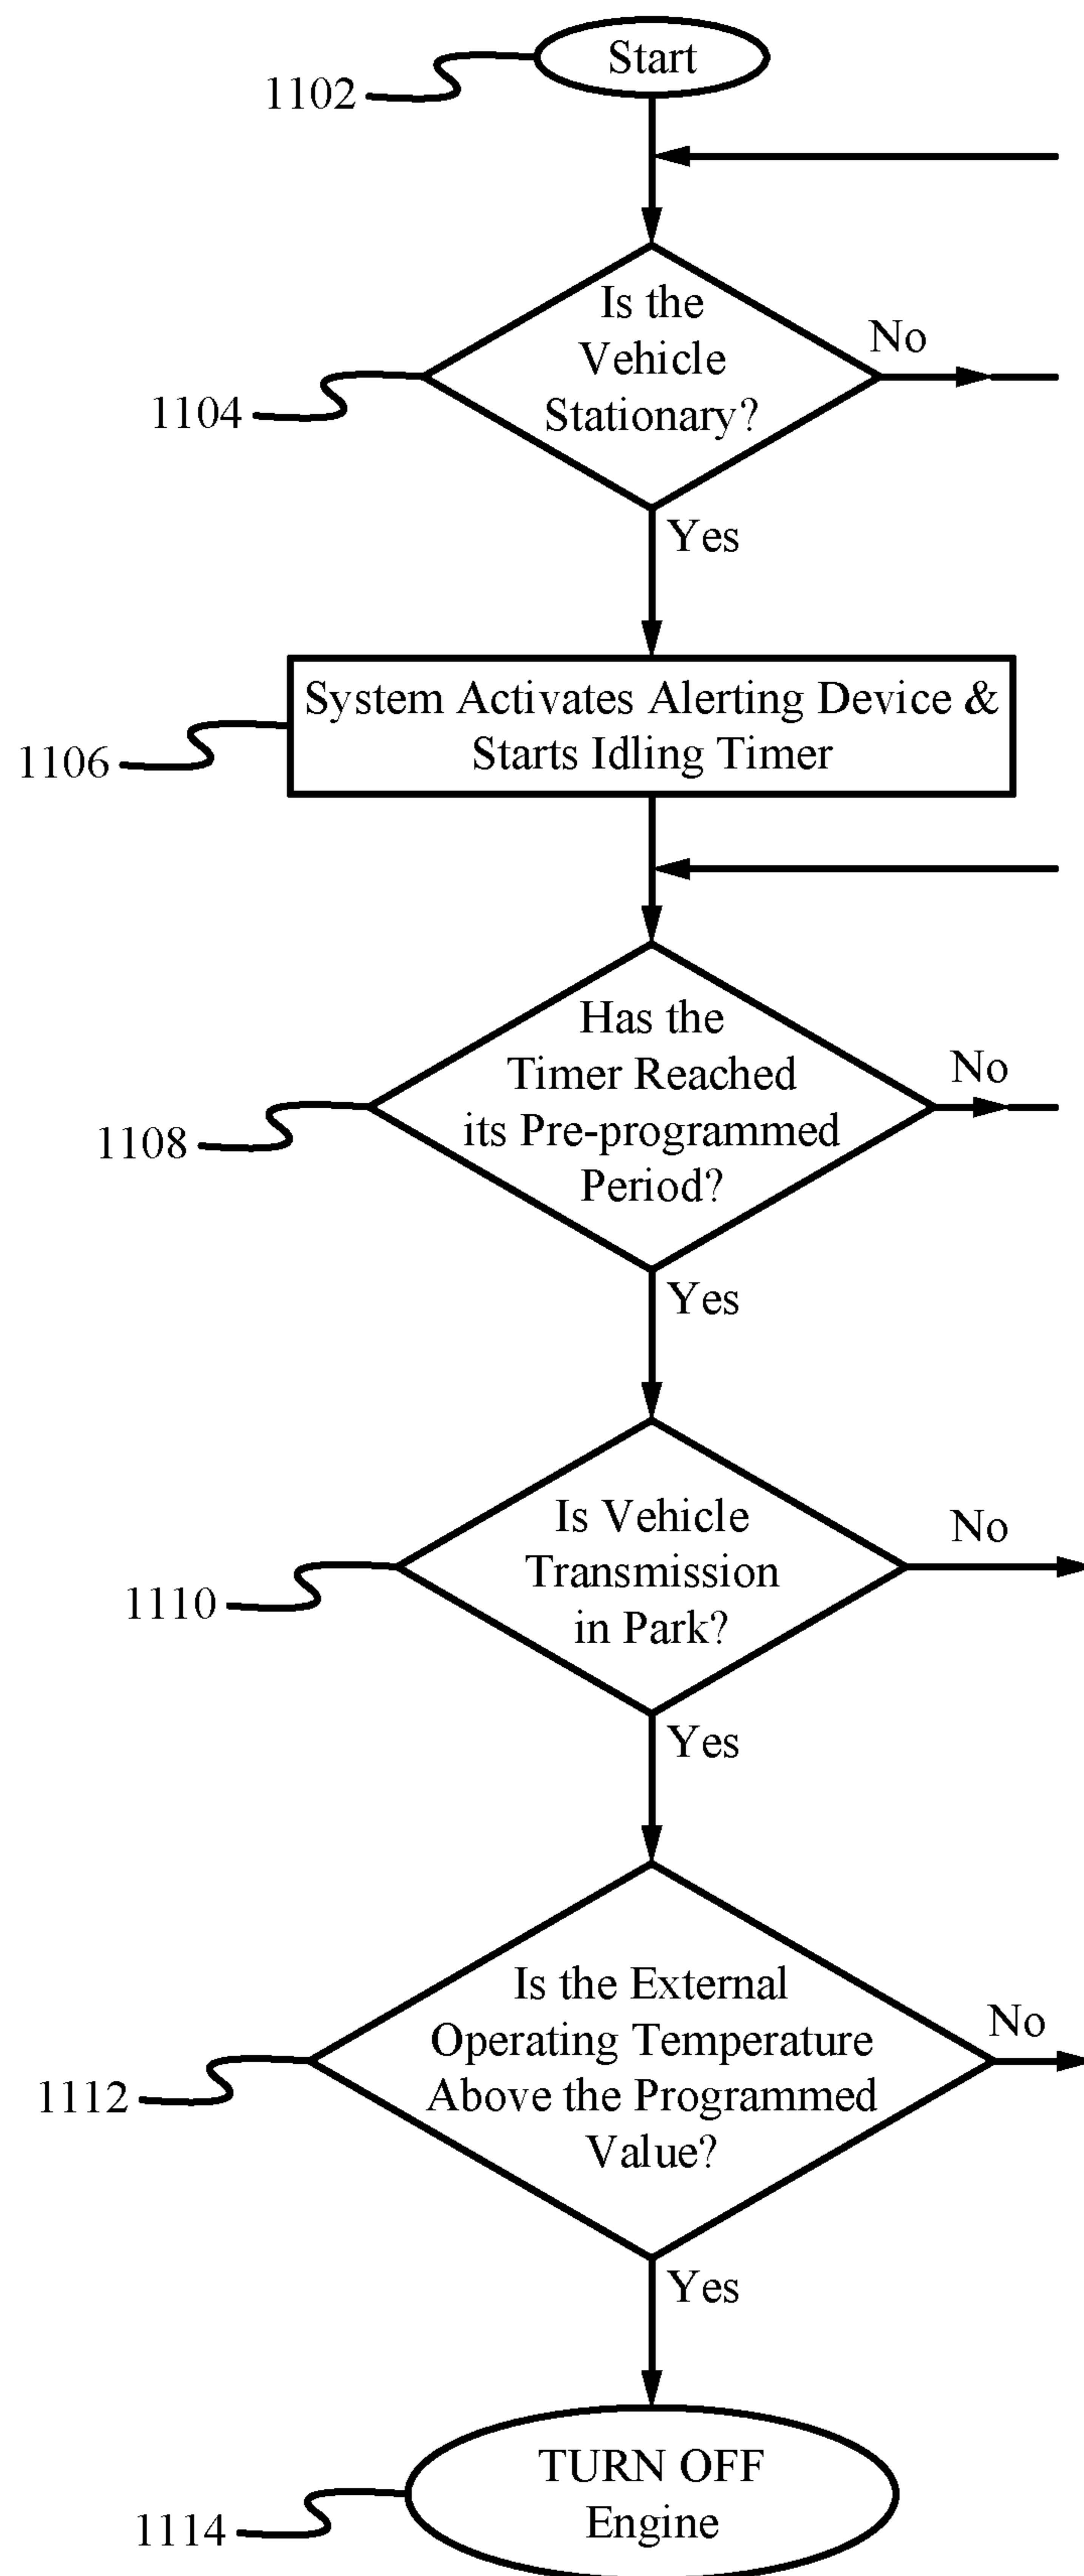 Start
1102
Is the
Vehicle
Stationary?
No
1104
Yes
System Activates Alerting Device &
Starts Idling Timer
1106
Has the
Timer Reached
its Pre-programmed
Period?
No
1108
Yes
Is Vehicle
Transmission
in Park?
No
1110
Yes
Is the External
Operating Temperature
Above the Programmed
Value?
No
1112
Yes
TURN OFF
Engine
1114